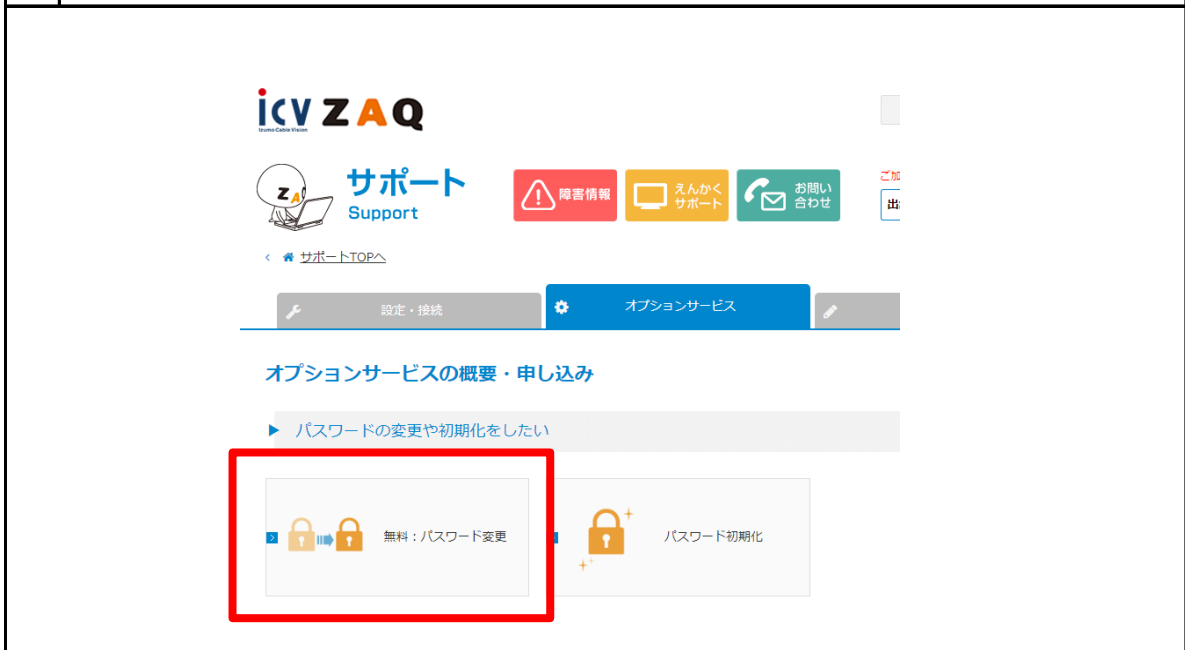 icv ZAQ
Izumo Cable Vision
ZA
サポート
Support
障害情報
えんかく
サポート
お問い
合わせ
ご加
出
サポートTOPへ
設定・接続
オプションサービス
オプションサービスの概要・申し込み
パスワードの変更や初期化をしたい
無料：パスワード変更
パスワード初期化